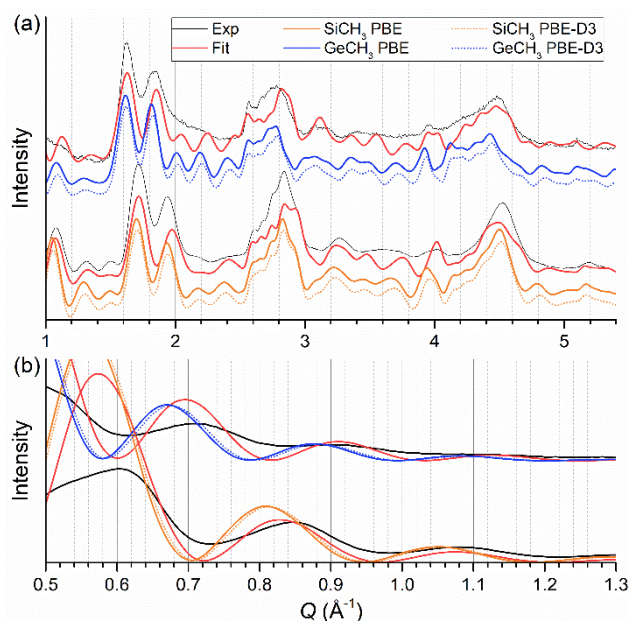 (a)
Exp SiCH₃ PBE SiCH₃ PBE-D3
Fit GeCH₃ PBE GeCH₃ PBE-D3
Intensity
1 2 3 4 5
(b)
Intensity
0.5 0.6 0.7 0.8 0.9 1.0 1.1 1.2 1.3
Q (Å⁻¹)